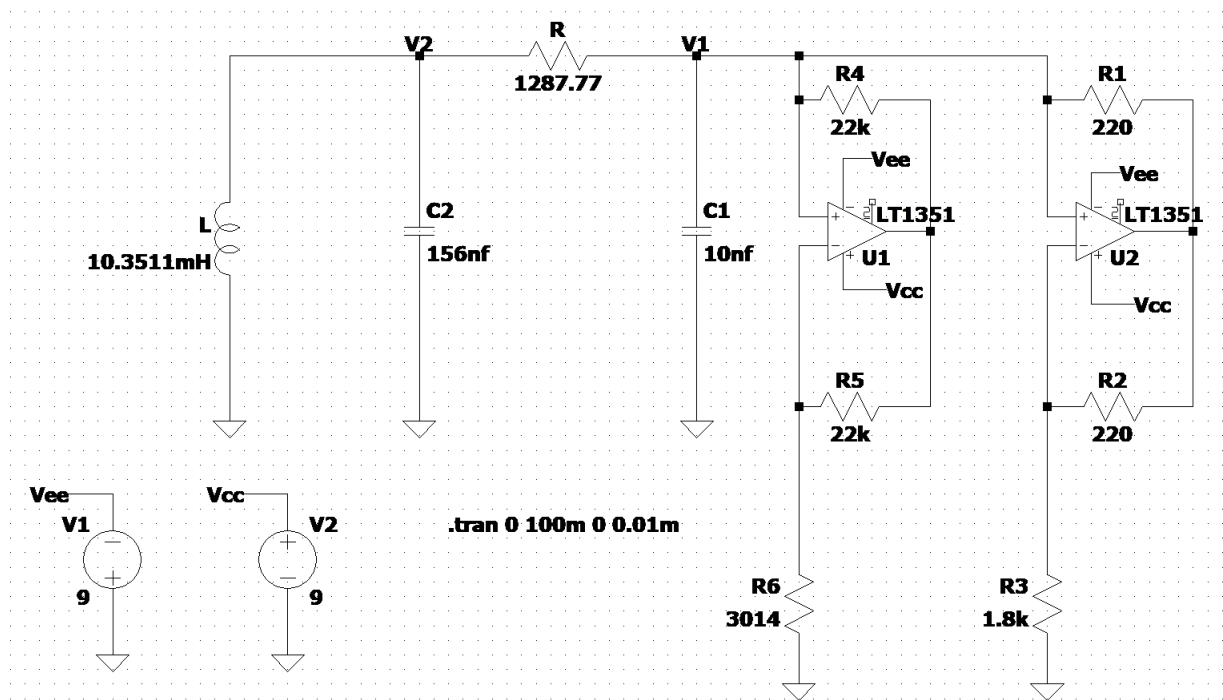 R
V2
V1
1287.77
R4
22k
R1
220
Vee
Vee
L
10.3511mH
C2
156nf
C1
10nf
LT1351
U1
LT1351
U2
Vcc
Vcc
R5
22k
R2
220
Vee
V1
9
Vcc
V2
9
.tran 0 100m 0 0.01m
R6
3014
R3
1.8k